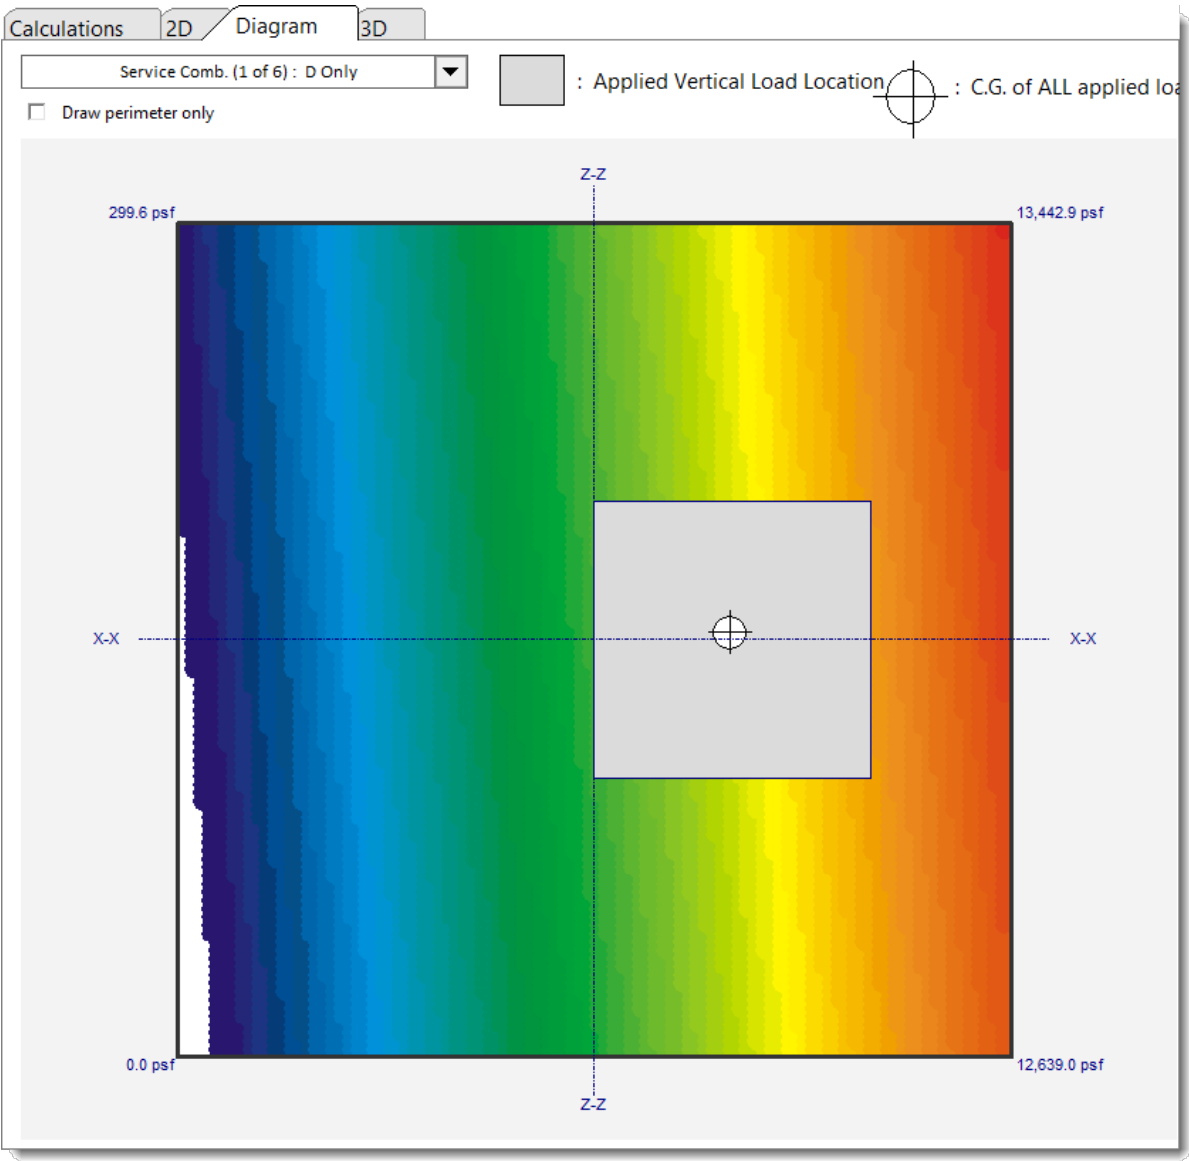 Calculations 2D Diagram 3D
Service Comb. (1 of 6) : D Only
: Applied Vertical Load Location
: C.G. of ALL applied loa
Draw perimeter only
Z-Z
299.6 psf
13,442.9 psf
X-X
X-X
0.0 psf
12,639.0 psf
Z-Z